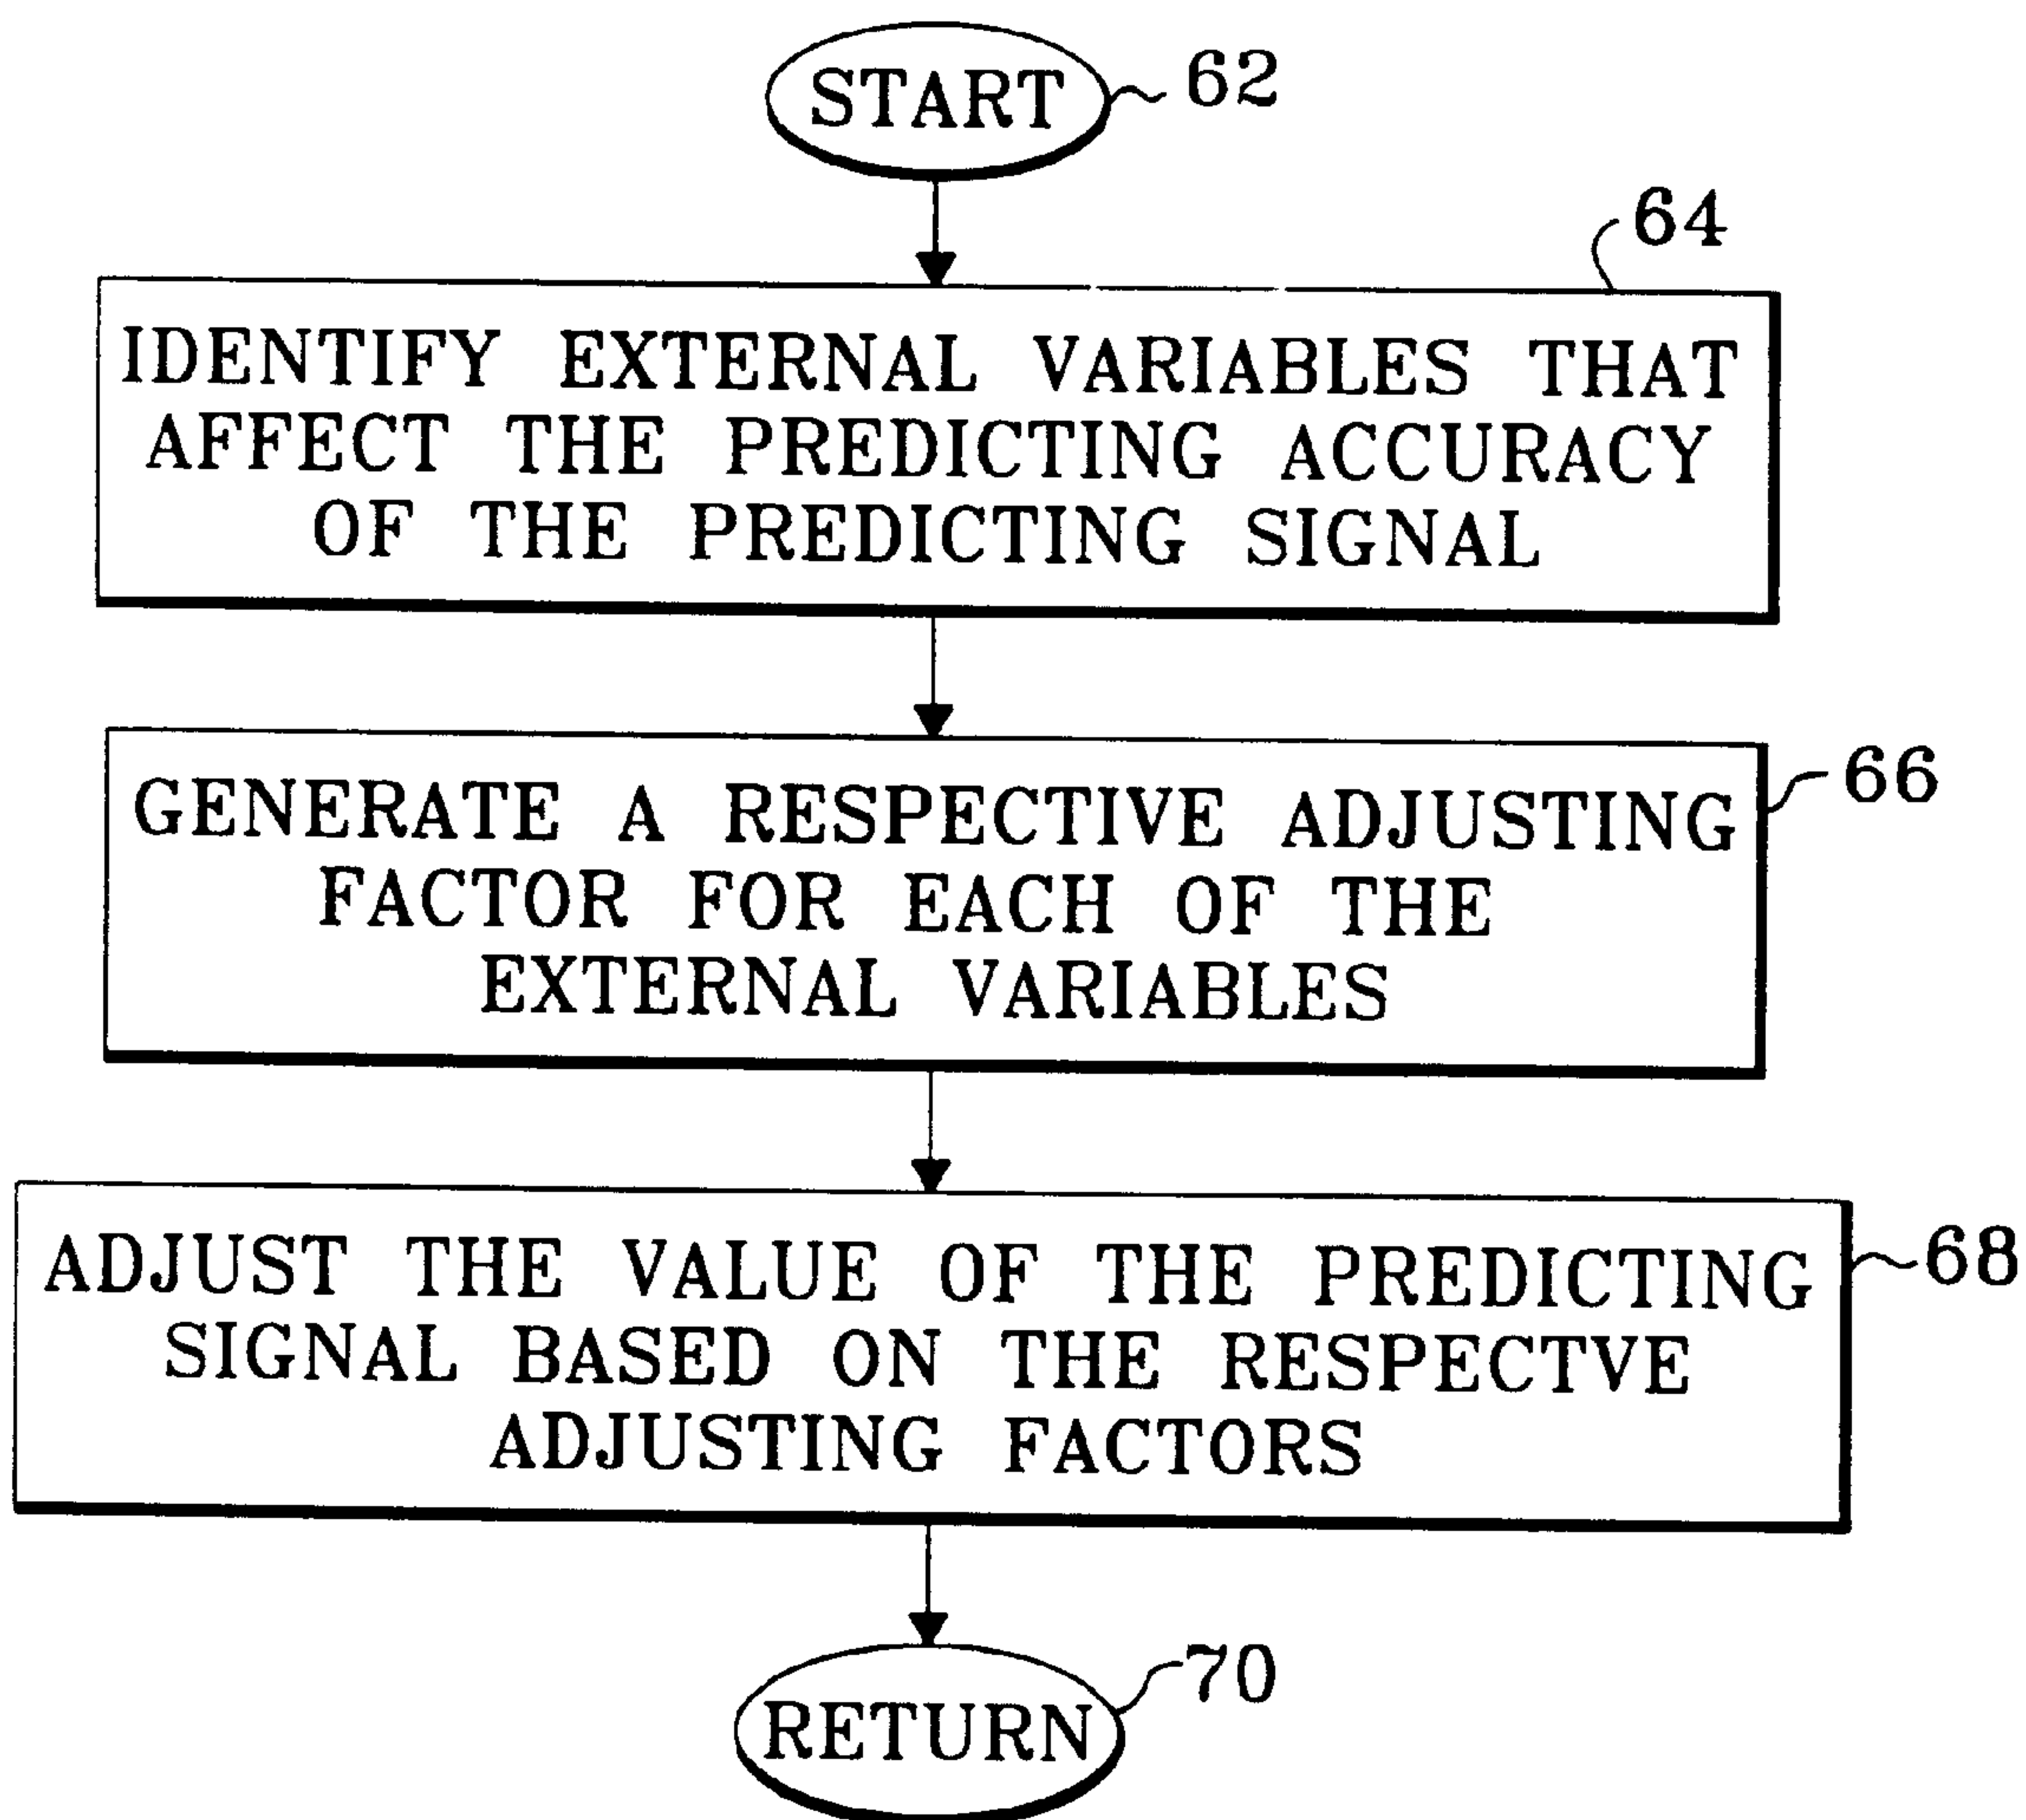 START 62
64
IDENTIFY EXTERNAL VARIABLES THAT
AFFECT THE PREDICTING ACCURACY
OF THE PREDICTING SIGNAL
66
GENERATE A RESPECTIVE ADJUSTING
FACTOR FOR EACH OF THE
EXTERNAL VARIABLES
68
ADJUST THE VALUE OF THE PREDICTING
SIGNAL BASED ON THE RESPECTVE
ADJUSTING FACTORS
70
RETURN